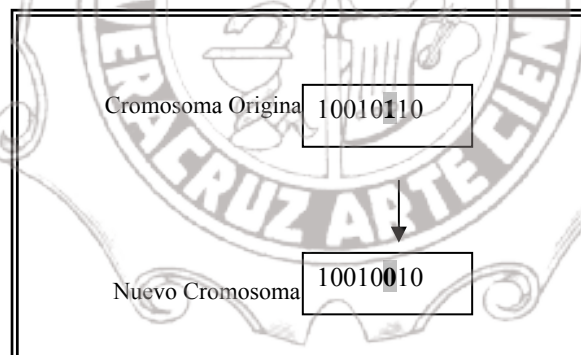 Cromosoma Origina 10010110
Nuevo Cromosoma 10010010
VERACRUZ ARTE CIEN